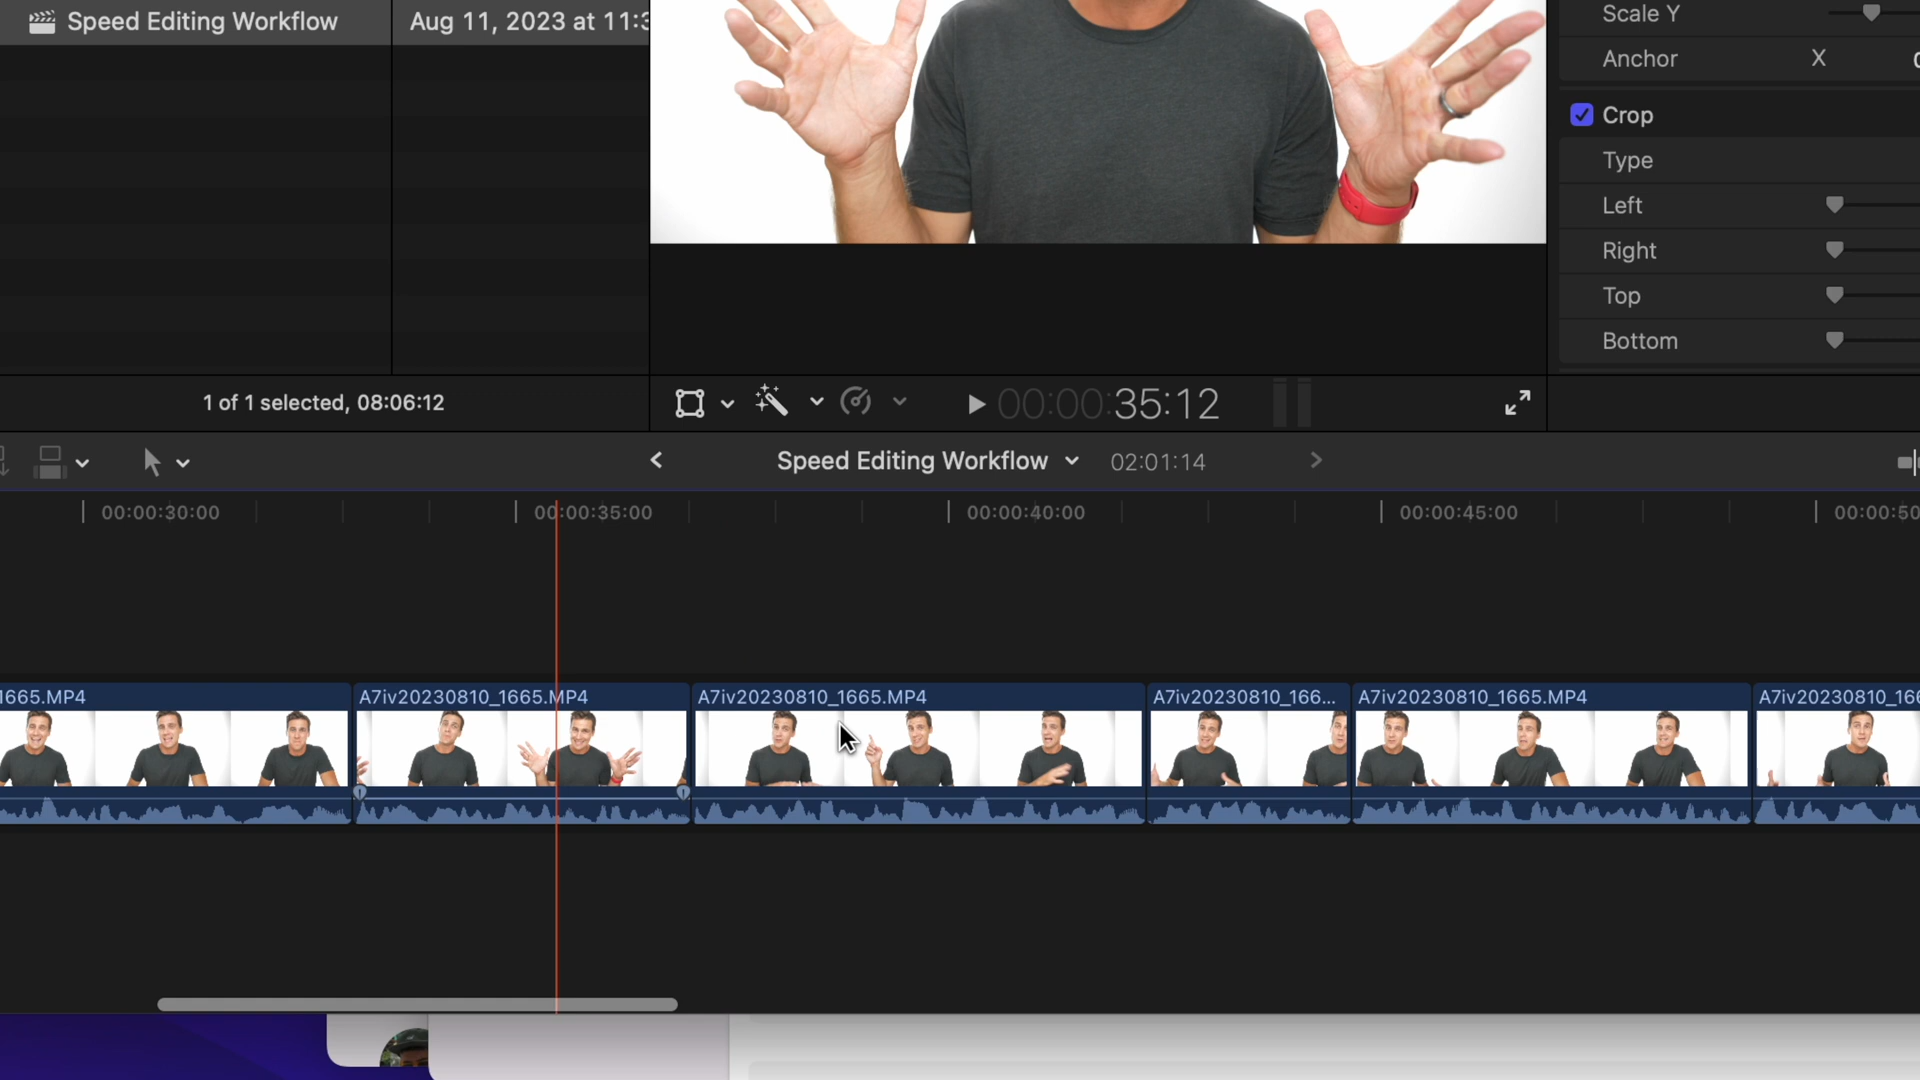 Speed Editing Workflow
Aug 11, 2023 at 11:3
Scale Y
Anchor X
Crop
Type
Left
Right
Top
Bottom
1 of 1 selected, 08:06:12
00:00:35:12
Speed Editing Workflow 02:01:14
00:00:30:00 00:00:35:00 00:00:40:00 00:00:45:00 00:00:50
1665.MP4 A7iv20230810_1665.MP4 A7iv20230810_1665.MP4 A7iv20230810_166... A7iv20230810_1665.MP4 A7iv20230810_166